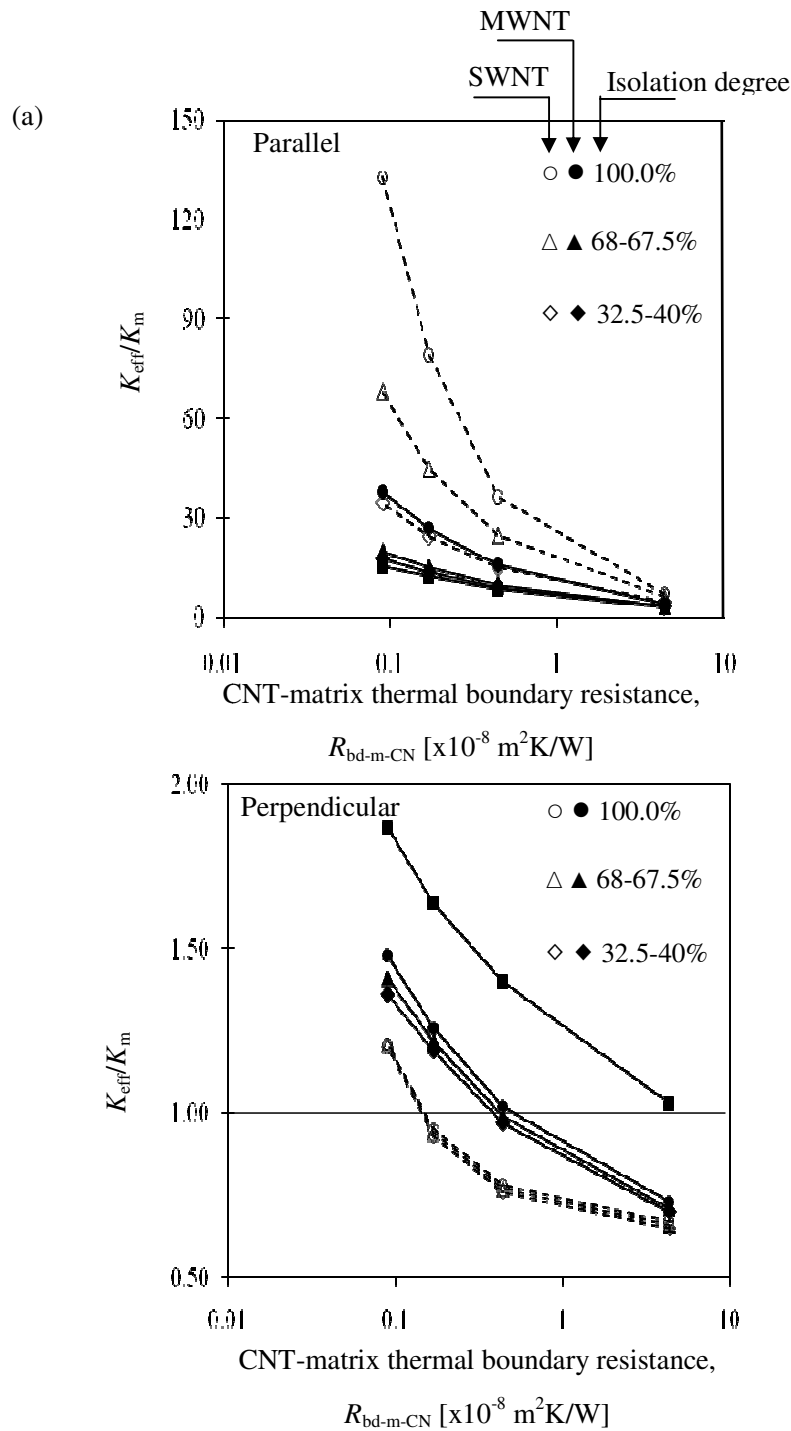 MWNT
SWNT
Isolation degree
(a)
150
Parallel
100.0%
120
68-67.5%
90
32.5-40%
K_eff/K_m
60
30
0
0.01 0.1 1 10
CNT-matrix thermal boundary resistance,
R_bd-m-CN [x10⁻⁸ m²K/W]
2.00
Perpendicular
100.0%
68-67.5%
1.50
32.5-40%
K_eff/K_m
1.00
0.50
0.01 0.1 1 10
CNT-matrix thermal boundary resistance,
R_bd-m-CN [x10⁻⁸ m²K/W]